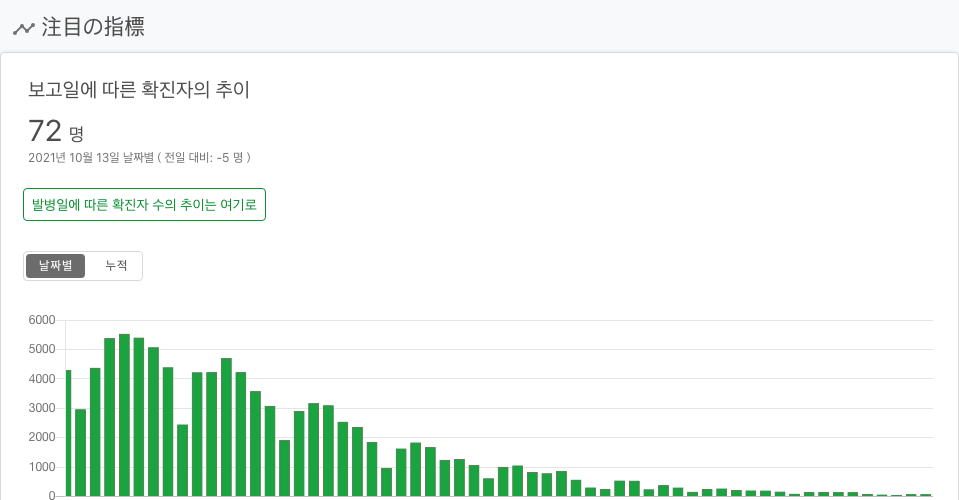 注目の指標
보고일에 따른 확진자의 추이
72 명
2021년 10월 13일 날짜별 ( 전일 대비: -5 명 )
발병일에 따른 확진자 수의 추이는 여기로
날짜별 누적
6000
5000
4000
3000
2000
1000
0